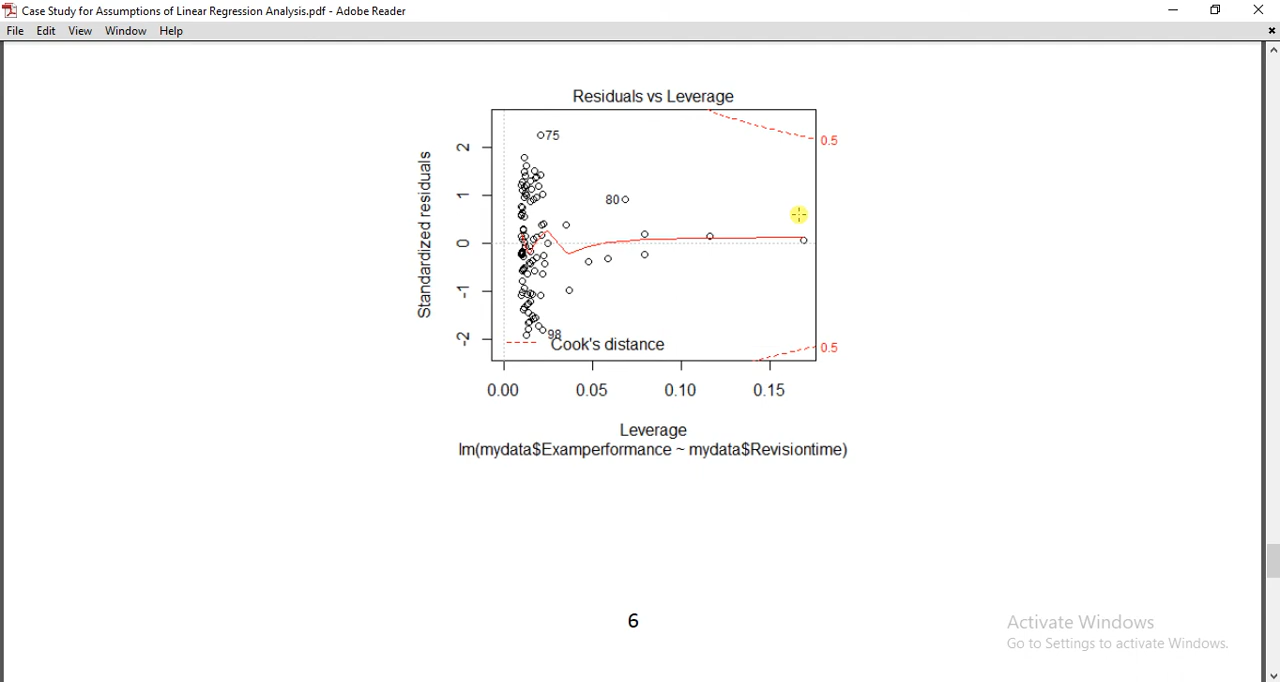 Case Study for Assumptions of Linear Regression Analysis.pdf - Adobe Reader
File Edit View Window Help
Residuals vs Leverage
Standardized residuals
2
1
0
-1
-2
75
80
98
0.5
0.5
Cook's distance
0.00 0.05 0.10 0.15
Leverage
lm(mydata$Examperformance ~ mydata$Revisiontime)
6
Activate Windows
Go to Settings to activate Windows.